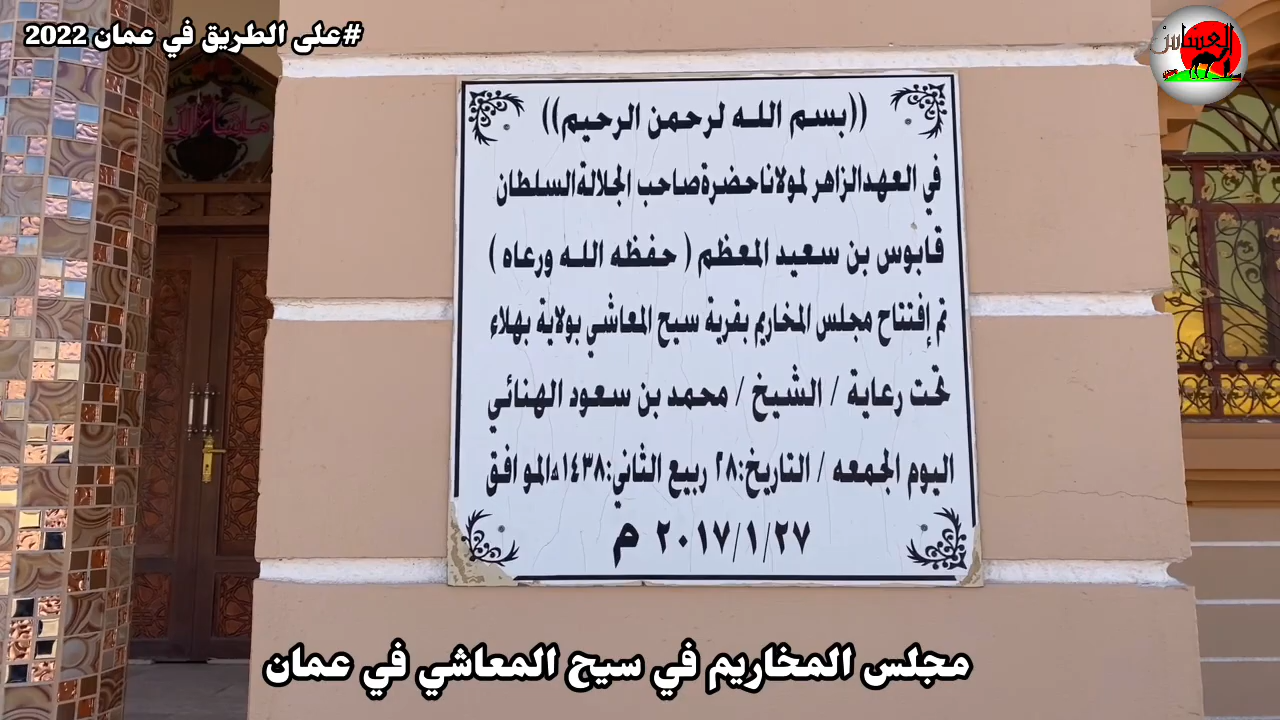 #على الطريق في عمان 2022
العساس
((بسم الله لرحمن الرحيم))
في العهدالزاهر لمولاناحضرةصاحب الجلالةالسلطان
قابوس بن سعيد المعظم ( حفظه الله ورعاه )
تم إفتتاح مجلس المخاريم بقرية سيح المعاشي بولاية بهلاء
تحت رعاية / الشيخ / محمد بن سعود الهنائي
اليوم الجمعه / التاريخ:٢٨ ربيع الثاني:١٤٣٨هالموافق
٢٠١٧/١/٢٧ م
مجلس المخاريم في سيح المعاشي في عمان